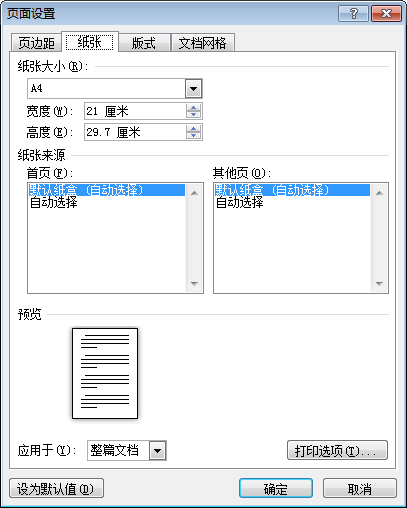 页面设置
页边距 纸张 版式 文档网格
纸张大小(R):
A4
宽度(W): 21 厘米
高度(E): 29.7 厘米
纸张来源
首页(F): 其他页(O):
默认纸盒 (自动选择) 默认纸盒 (自动选择)
自动选择 自动选择
预览
应用于(Y): 整篇文档 打印选项(T)...
设为默认值(D) 确定 取消